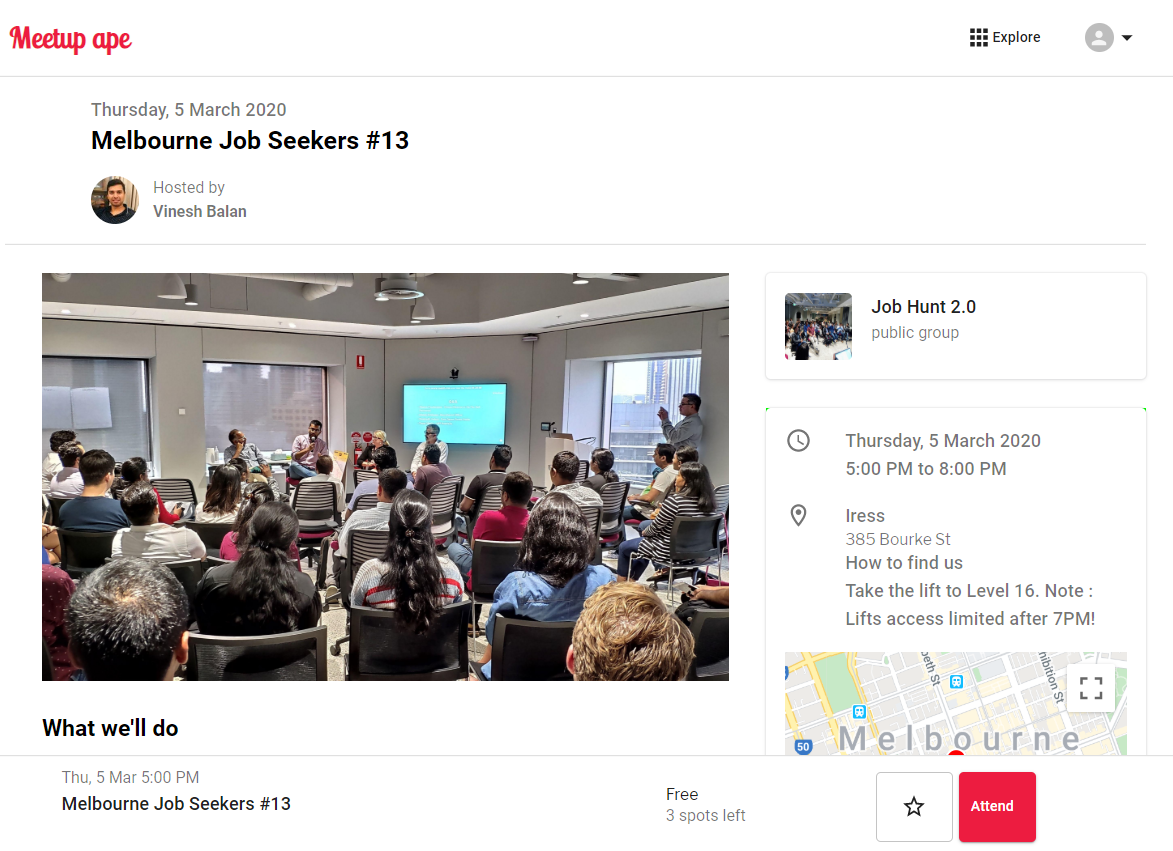 Meetup ape
Explore
Thursday, 5 March 2020
Melbourne Job Seekers #13
Hosted by
Vinesh Balan
Job Hunt 2.0
public group
Thursday, 5 March 2020
5:00 PM to 8:00 PM
Iress
385 Bourke St
How to find us
Take the lift to Level 16. Note :
Lifts access limited after 7PM!
50
Melbourne
What we'll do
Thu, 5 Mar 5:00 PM
Melbourne Job Seekers #13
Free
3 spots left
Attend